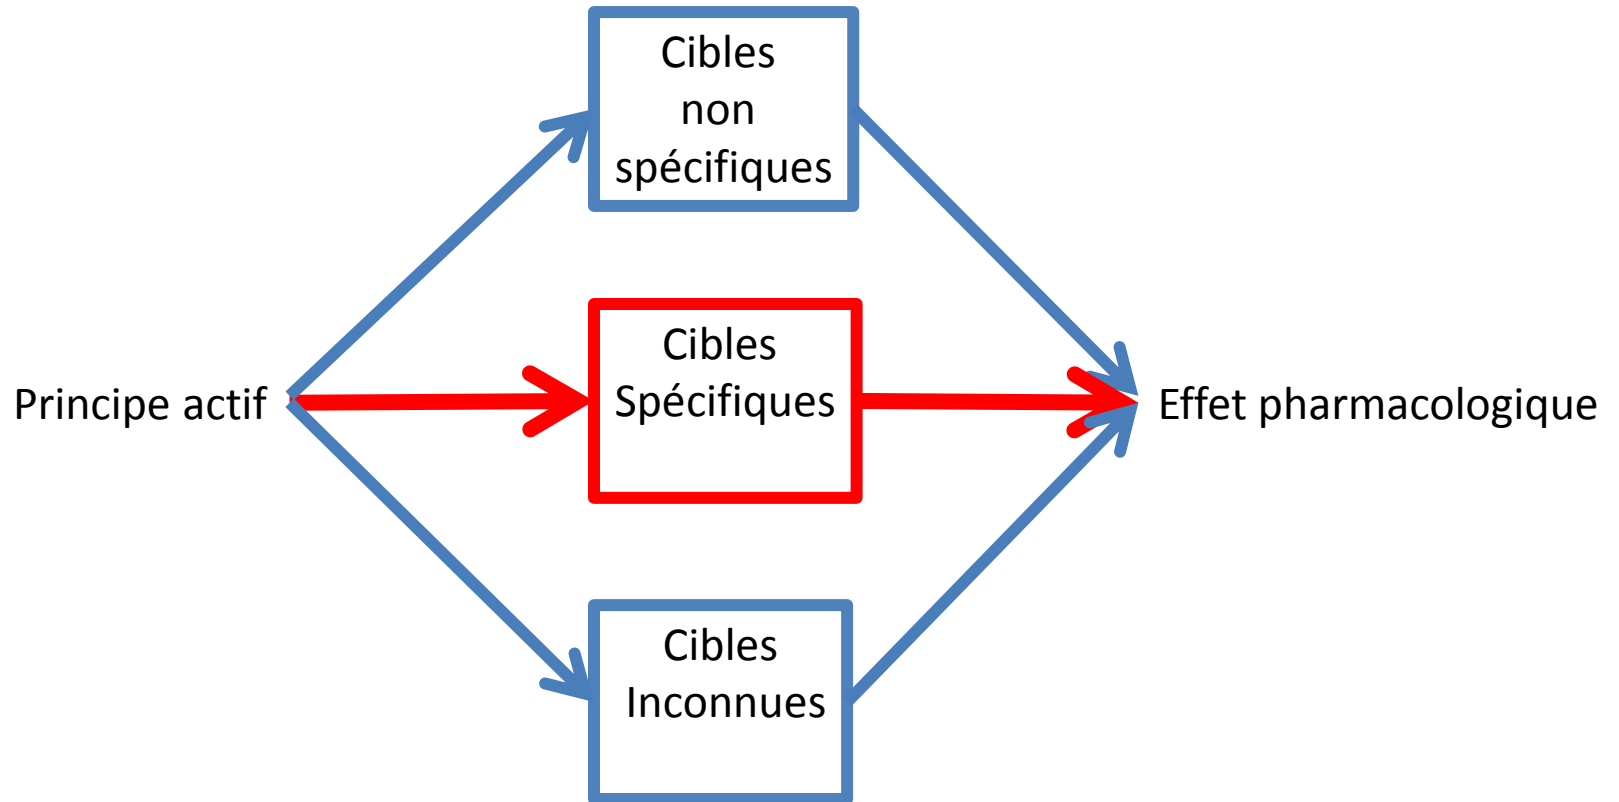 Cibles
non
spécifiques
Principe actif
Cibles
Spécifiques
Effet pharmacologique
Cibles
Inconnues